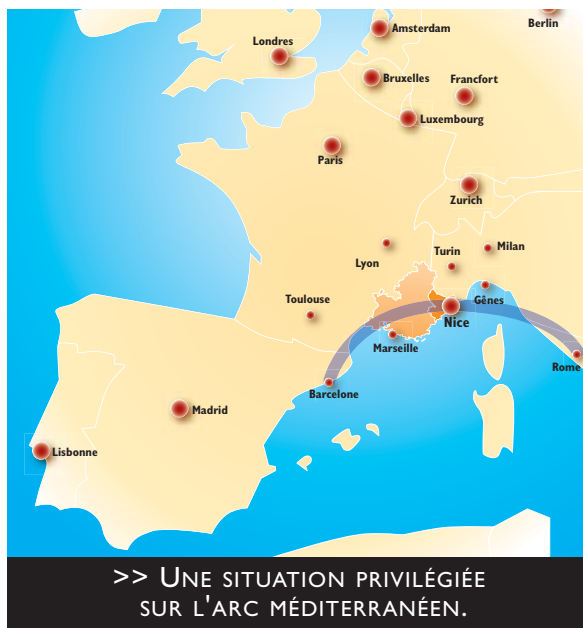 Berlin
Amsterdam
Londres
Bruxelles
Francfort
Luxembourg
Paris
Zurich
Lyon
Turin
Milan
Toulouse
Gênes
Nice
Marseille
Rome
Barcelone
Madrid
Lisbonne
>> UNE SITUATION PRIVILÉGIÉE
SUR L'ARC MÉDITERRANÉEN.